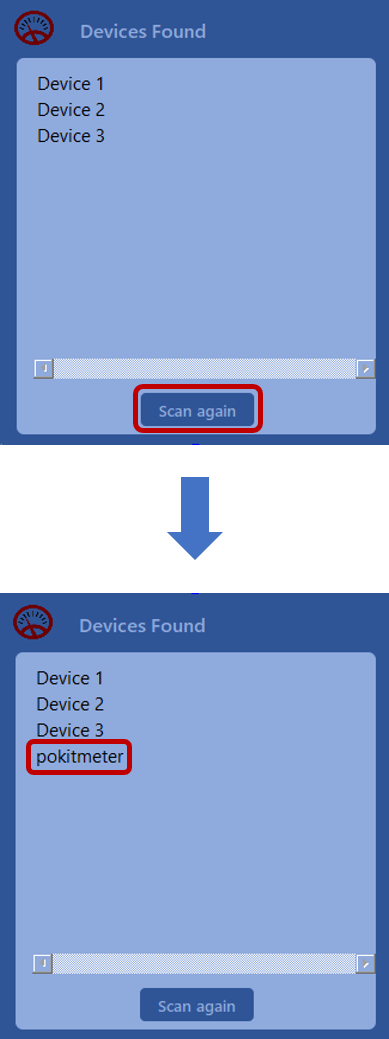 Devices Found
Device 1
Device 2
Device 3
Scan again
Devices Found
Device 1
Device 2
Device 3
pokitmeter
Scan again